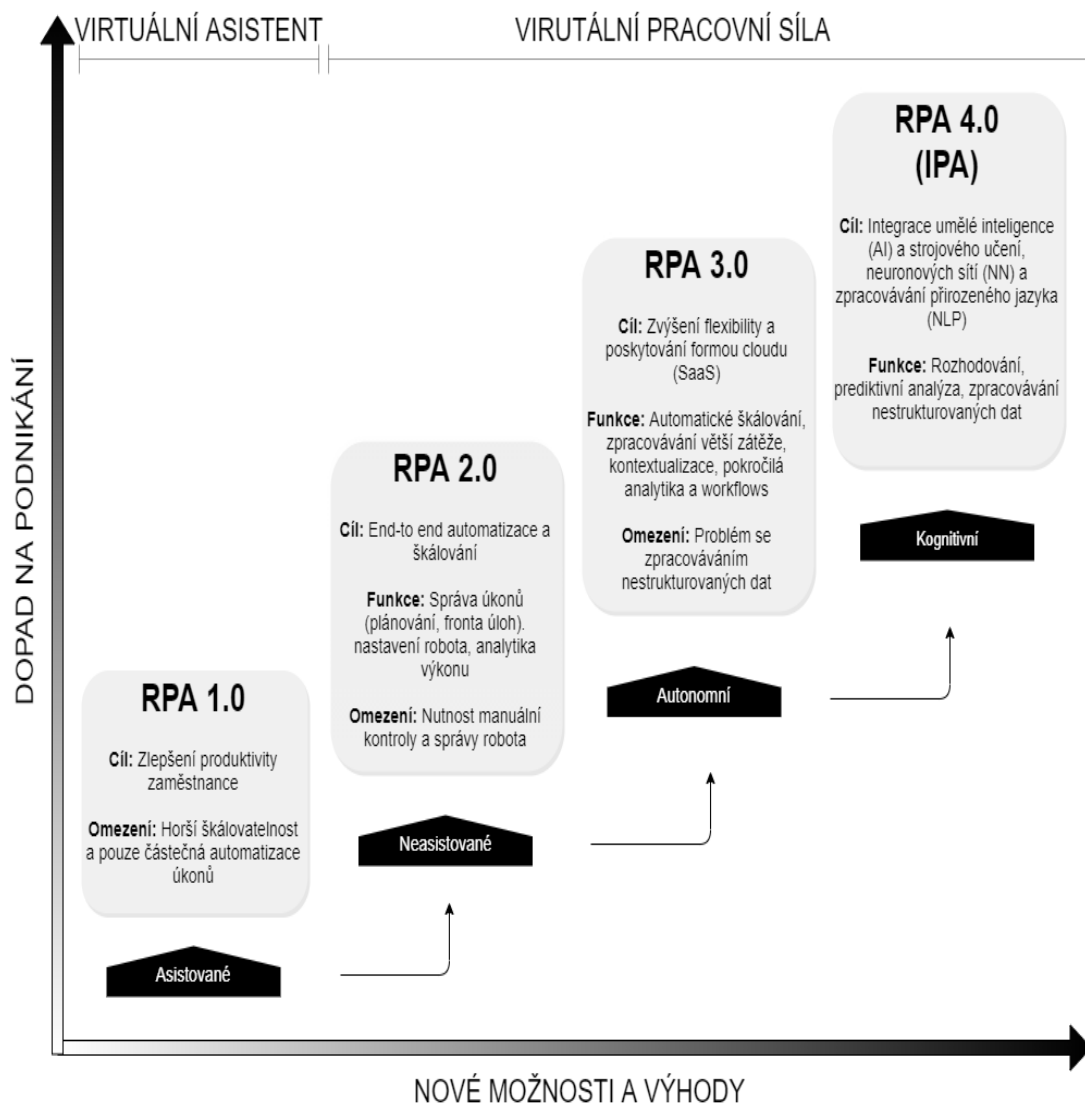 VIRTUÁLNÍ ASISTENT
VIRUTÁLNÍ PRACOVNÍ SÍLA
RPA 4.0
(IPA)
Cíl: Integrace umělé inteligence
(AI) a strojového učení,
neuronových sítí (NN) a
zpracovávání přirozeného jazyka
(NLP)
Funkce: Rozhodování,
prediktivní analýza, zpracovávání
nestrukturovaných dat
Kognitivní
RPA 3.0
Cíl: Zvýšení flexibility a
poskytování formou cloudu
(SaaS)
Funkce: Automatické škálování,
zpracovávání větší zátěže,
kontextualizace, pokročilá
analytika a workflows
Omezení: Problém se
zpracováváním
nestrukturovaných dat
Autonomní
RPA 2.0
Cíl: End-to end automatizace a
škálování
Funkce: Správa úkonů
(plánování, fronta úloh).
nastavení robota, analytika
výkonu
Omezení: Nutnost manuální
kontroly a správy robota
Neasistované
RPA 1.0
Cíl: Zlepšení produktivity
zaměstnance
Omezení: Horší škálovatelnost
a pouze částečná automatizace
úkonů
Asistované
DOPAD NA PODNIKÁNÍ
NOVÉ MOŽNOSTI A VÝHODY